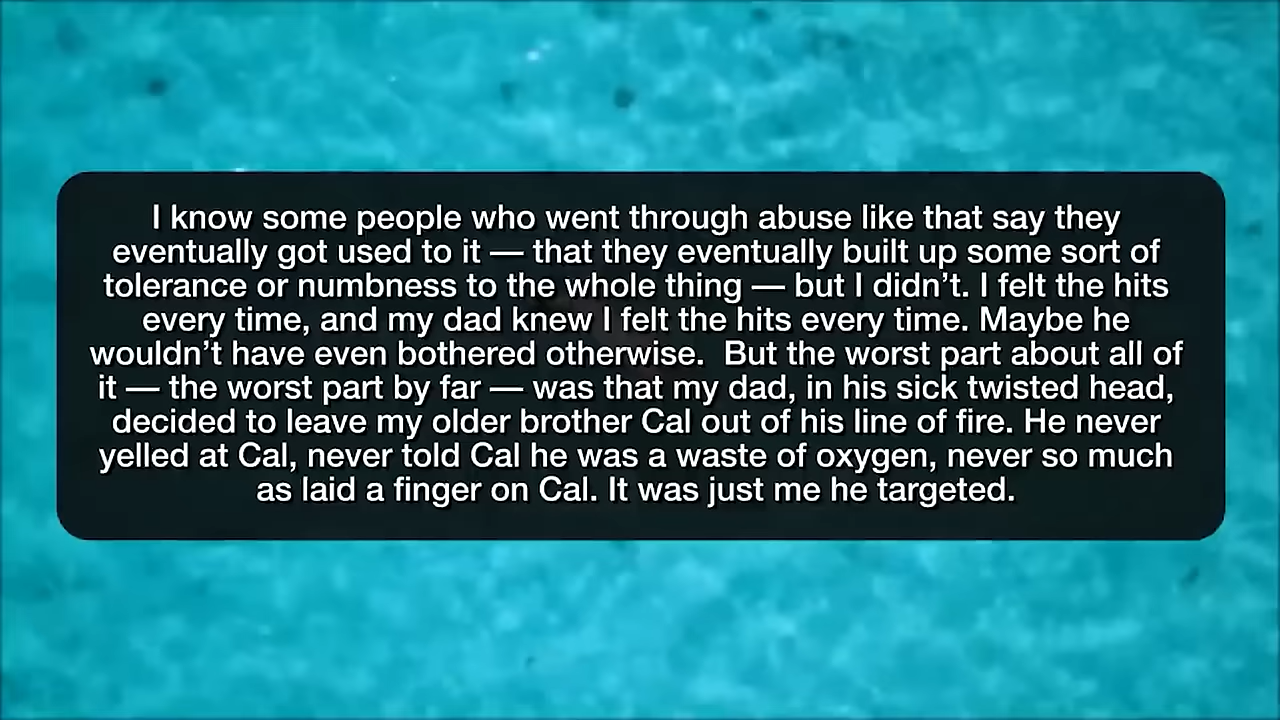 I know some people who went through abuse like that say they
eventually got used to it — that they eventually built up some sort of
tolerance or numbness to the whole thing — but I didn’t. I felt the hits
every time, and my dad knew I felt the hits every time. Maybe he
wouldn’t have even bothered otherwise.  But the worst part about all of
it — the worst part by far — was that my dad, in his sick twisted head,
decided to leave my older brother Cal out of his line of fire. He never
yelled at Cal, never told Cal he was a waste of oxygen, never so much
as laid a finger on Cal. It was just me he targeted.